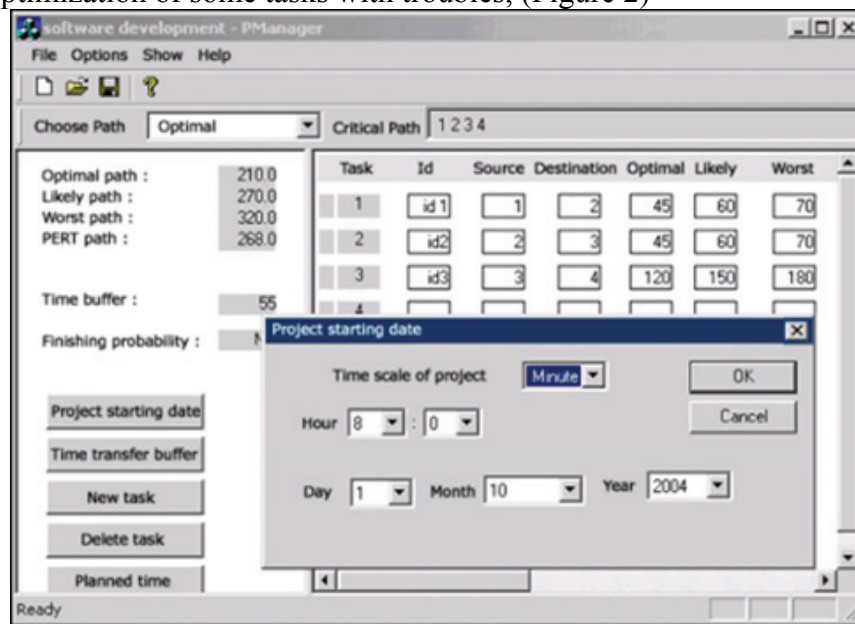 optimization of some tasks with troubles, (Figure 2)
software development - PManager
File Options Show Help
Choose Path Optimal Critical Path 1 2 3 4
Optimal path : 210.0
Likely path : 270.0
Worst path : 320.0
PERT path : 268.0
Time buffer : 55
Finishing probability :
Project starting date
Time transfer buffer
New task
Delete task
Planned time
Task Id Source Destination Optimal Likely Worst
1 id 1 1 2 45 60 70
2 id2 2 3 45 60 70
3 id3 3 4 120 150 180
4
Project starting date
Time scale of project Minute OK
Hour 8 : 0 Cancel
Day 1 Month 10 Year 2004
Ready